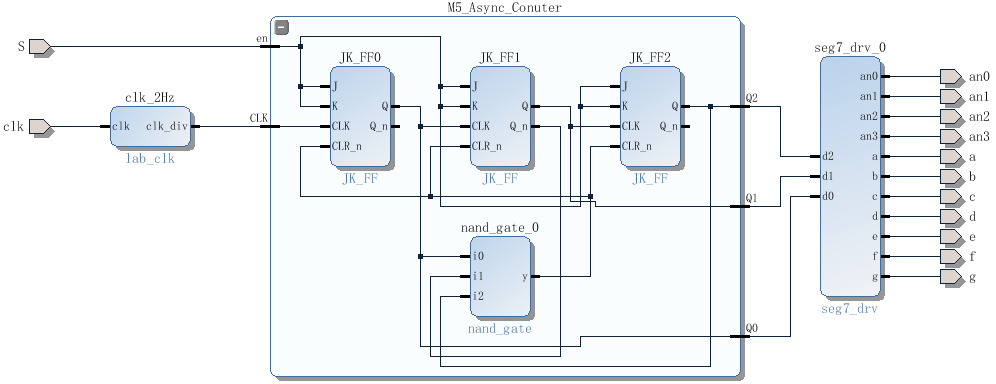 M5_Async_Conuter
S
en
clk
clk_2Hz
clk clk_div
lab_clk
CLK
JK_FF0
J
K Q
CLK Q_n
CLR_n
JK_FF
JK_FF1
J
K Q
CLK Q_n
CLR_n
JK_FF
JK_FF2
J
K Q
CLK Q_n
CLR_n
JK_FF
nand_gate_0
i0
i1 y
i2
nand_gate
Q2
Q1
Q0
seg7_drv_0
an0
an1
an2
an3
d2 a
d1 b
d0 c
d
e
f
g
seg7_drv
an0
an1
an2
an3
a
b
c
d
e
f
g